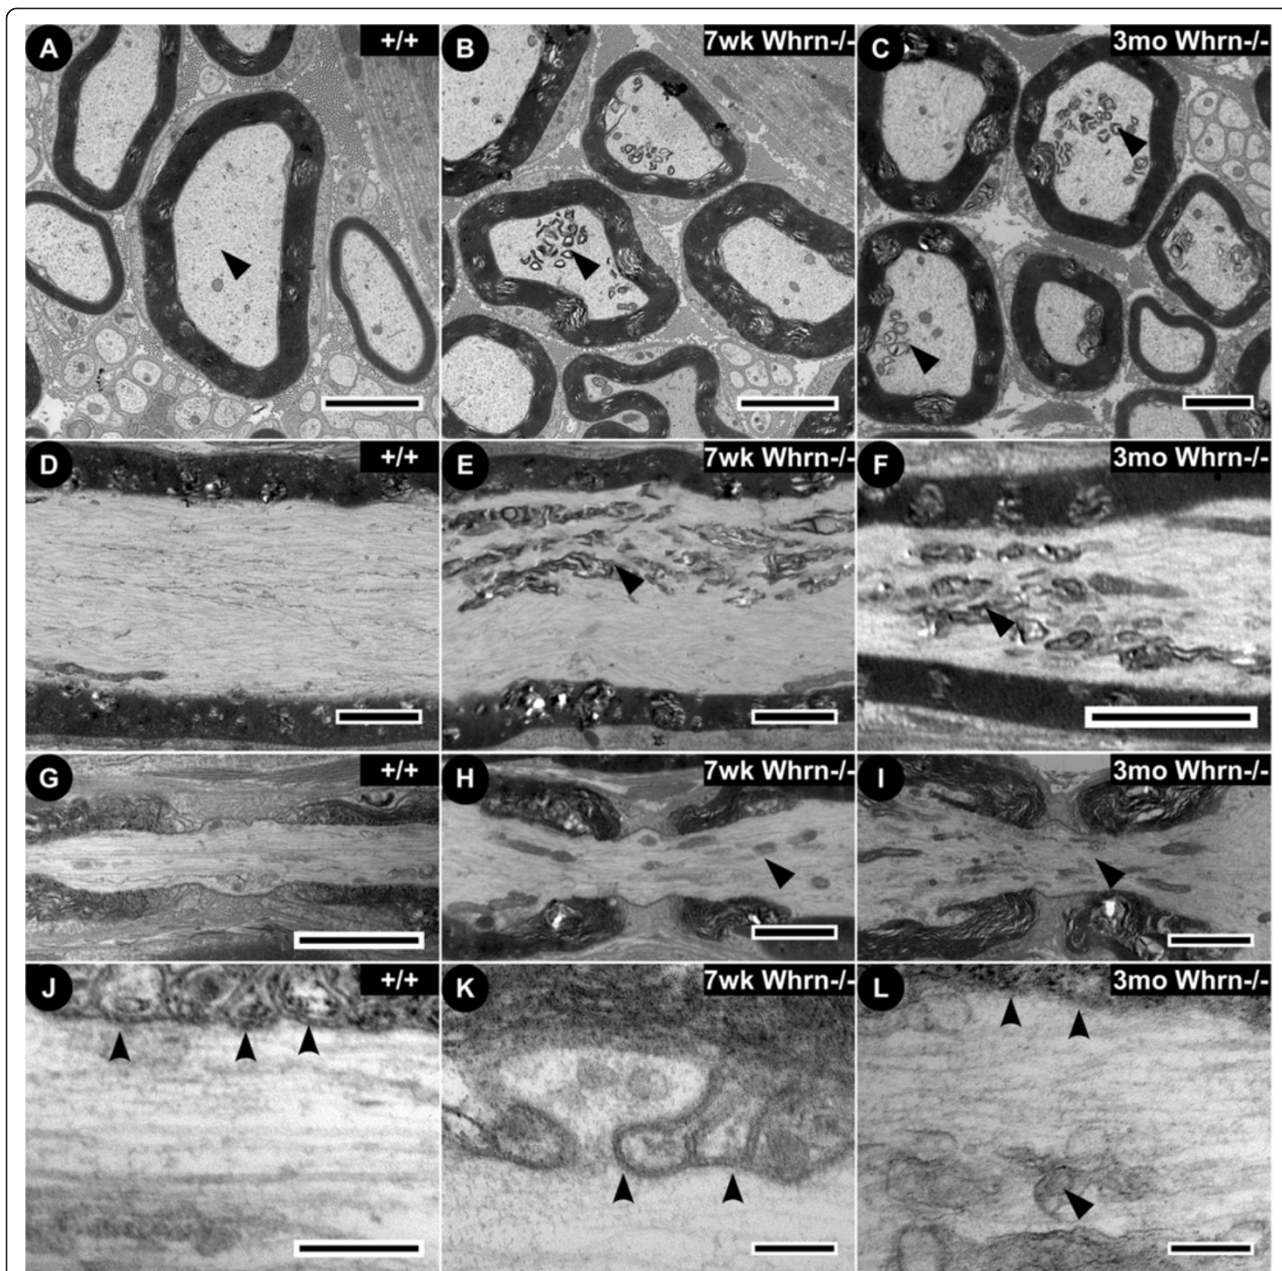 A +/+
B 7wk Whrn-/-
C 3mo Whrn-/-
D +/+
E 7wk Whrn-/-
F 3mo Whrn-/-
G +/+
H 7wk Whrn-/-
I 3mo Whrn-/-
J +/+
K 7wk Whrn-/-
L 3mo Whrn-/-